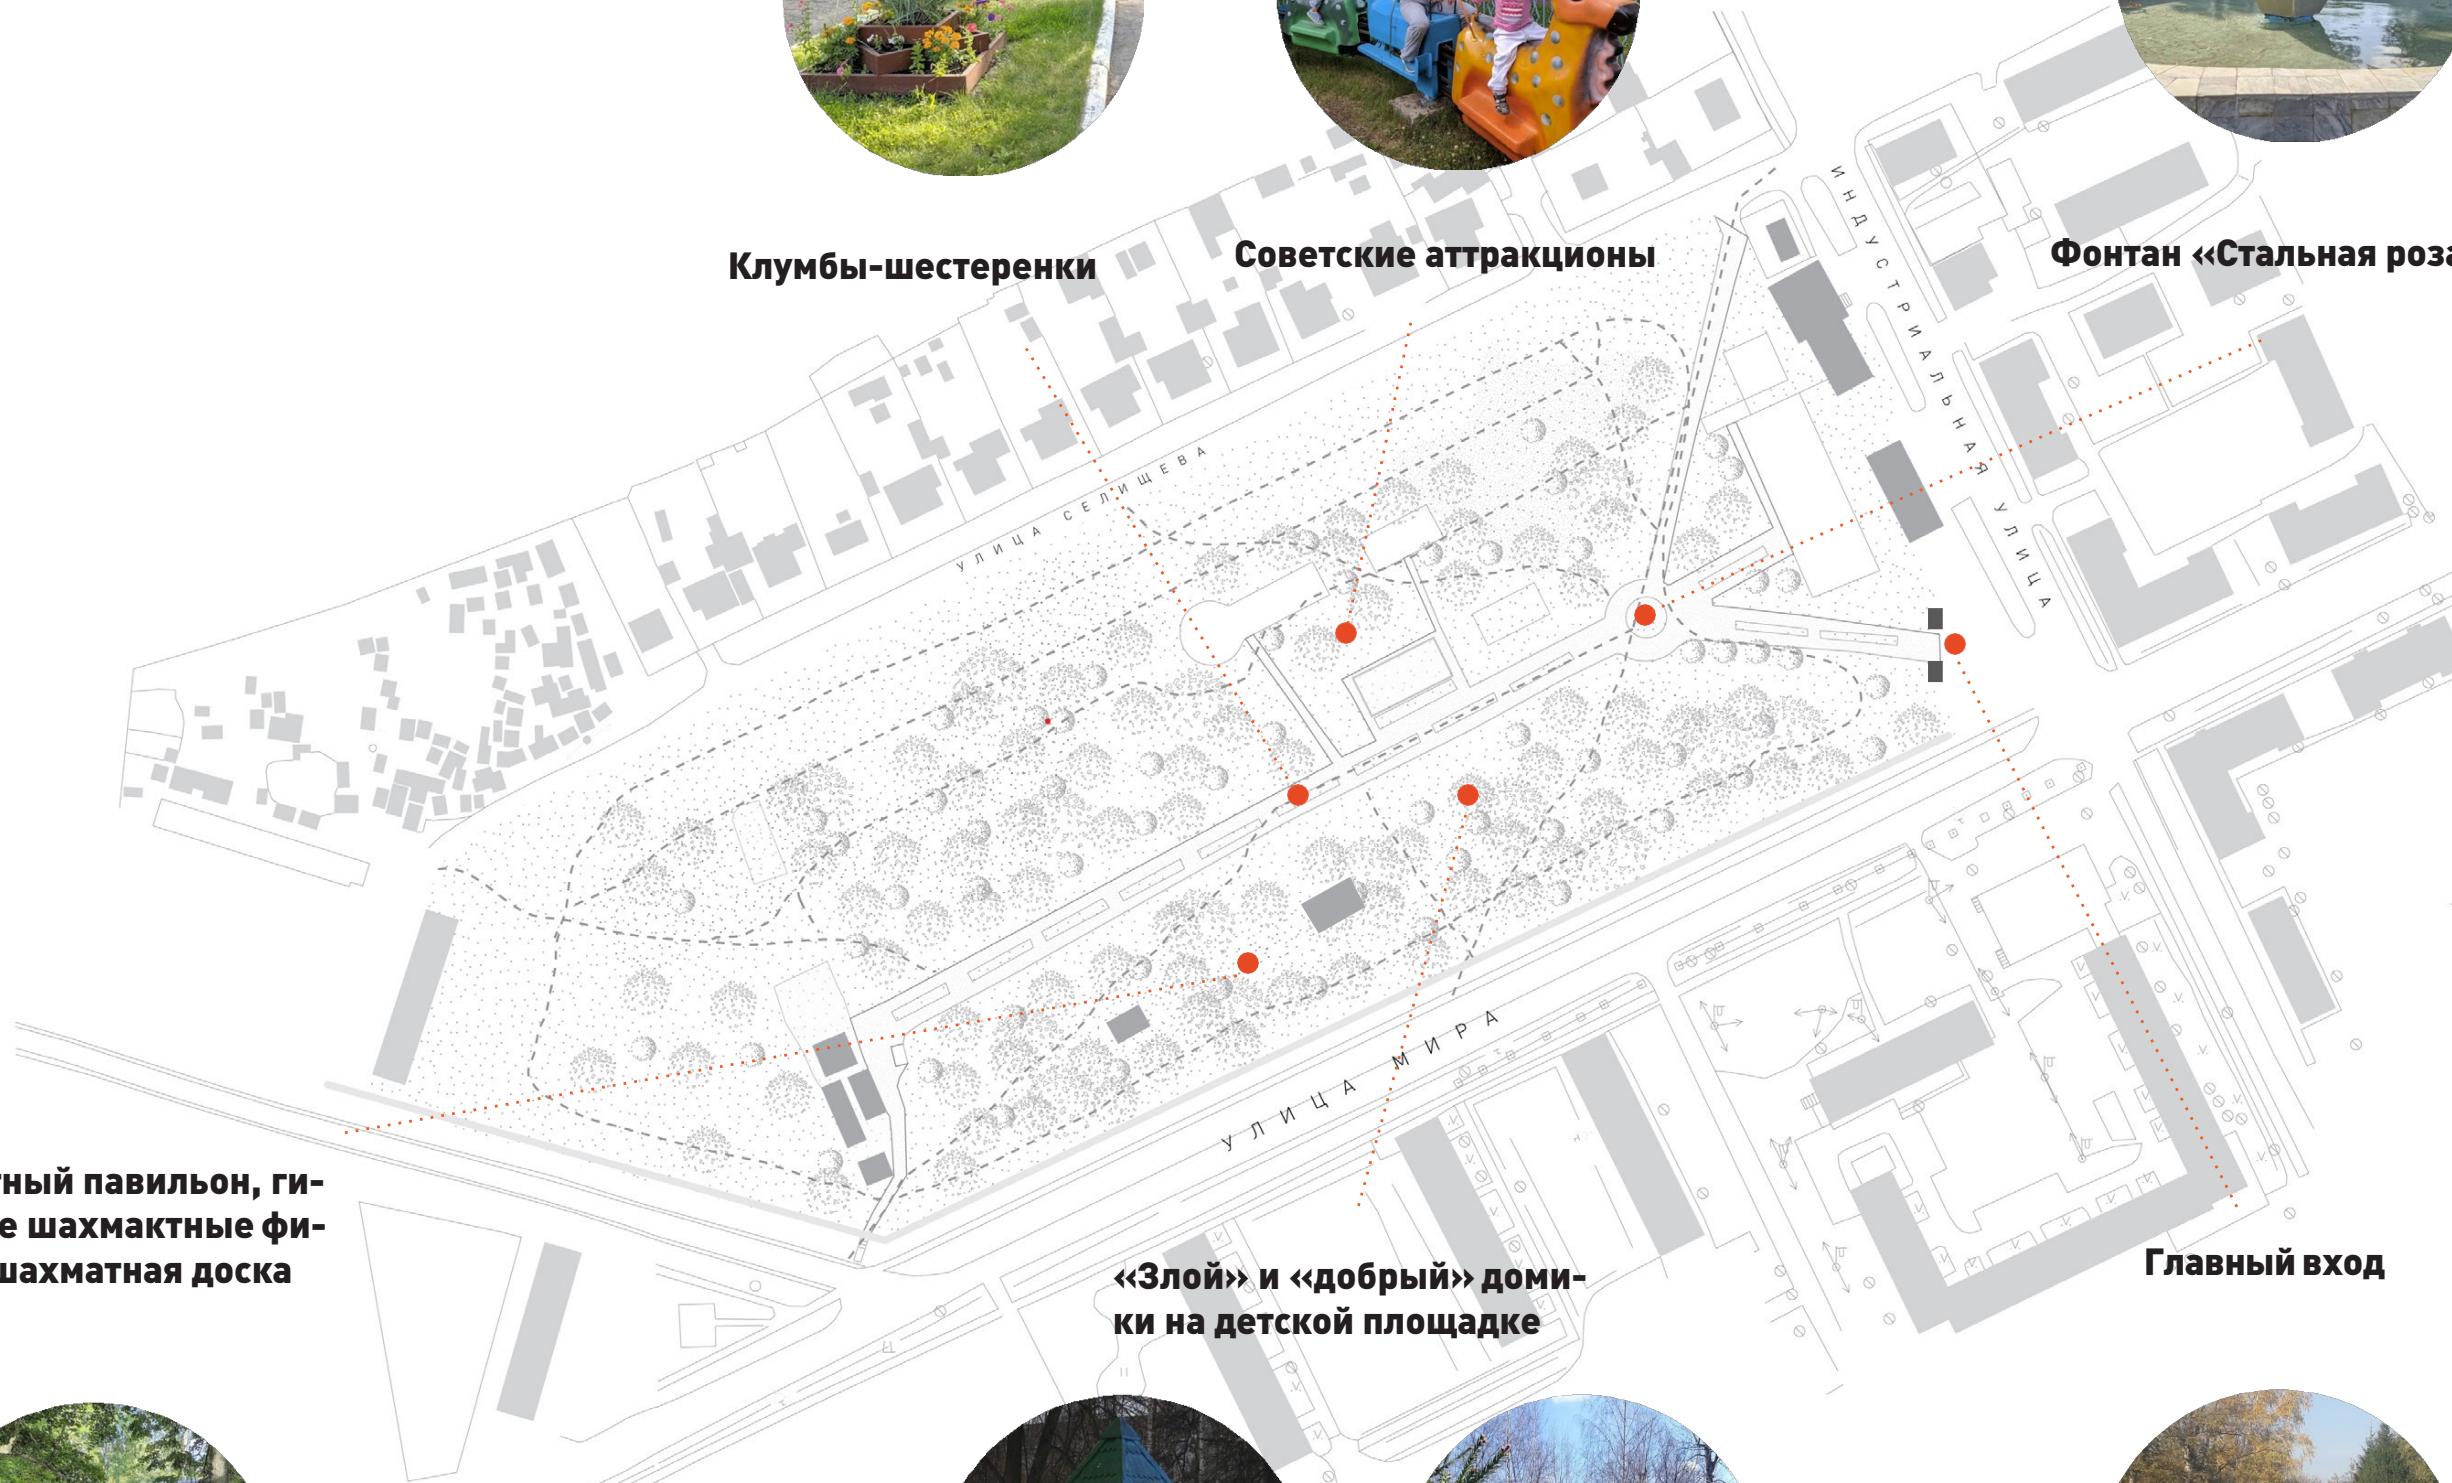 Клумбы-шестеренки
Советские аттракционы
Фонтан «Стальная роза
ИНДУСТРИАЛЬНАЯ УЛИЦА
УЛИЦА СЕЛИЩЕВА
УЛИЦА МИРА
ный павильон, ги-
е шахмактные фи-
шахматная доска
«Злой» и «добрый» доми-
ки на детской площадке
Главный вход